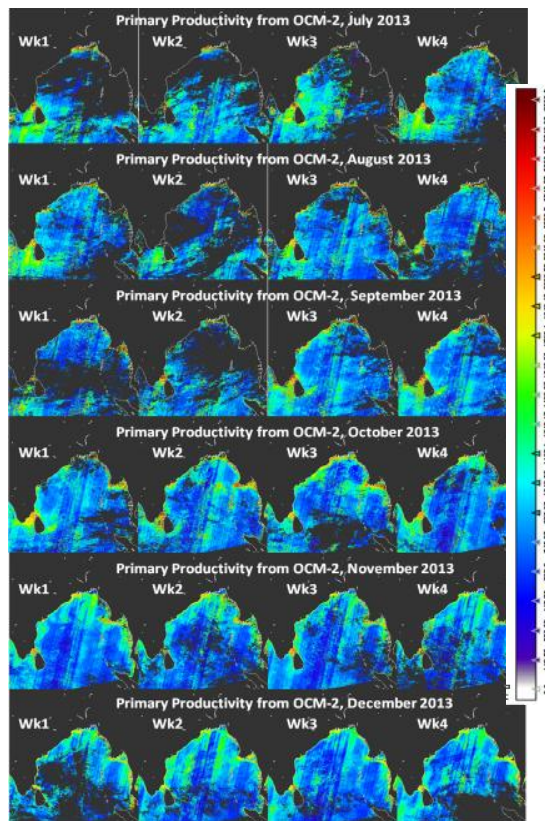 Primary Productivity from OCM-2, July 2013
Wk1 Wk2 Wk3 Wk4
Primary Productivity from OCM-2, August 2013
Wk1 Wk2 Wk3 Wk4
Primary Productivity from OCM-2, September 2013
Wk1 Wk2 Wk3 Wk4
Primary Productivity from OCM-2, October 2013
Wk1 Wk2 Wk3 Wk4
Primary Productivity from OCM-2, November 2013
Wk1 Wk2 Wk3 Wk4
Primary Productivity from OCM-2, December 2013
Wk1 Wk2 Wk3 Wk4